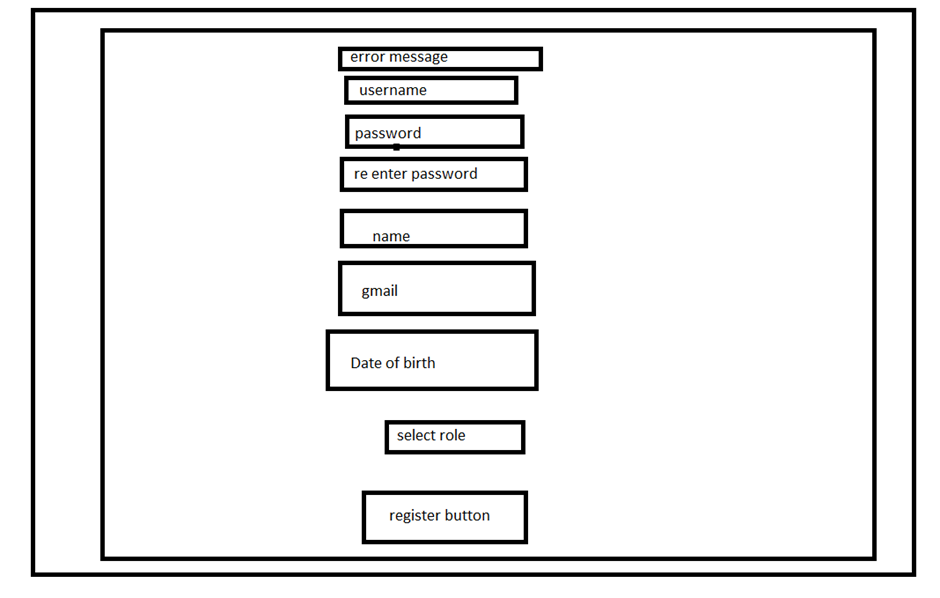 error message
username
password
re enter password
name
gmail
Date of birth
select role
register button